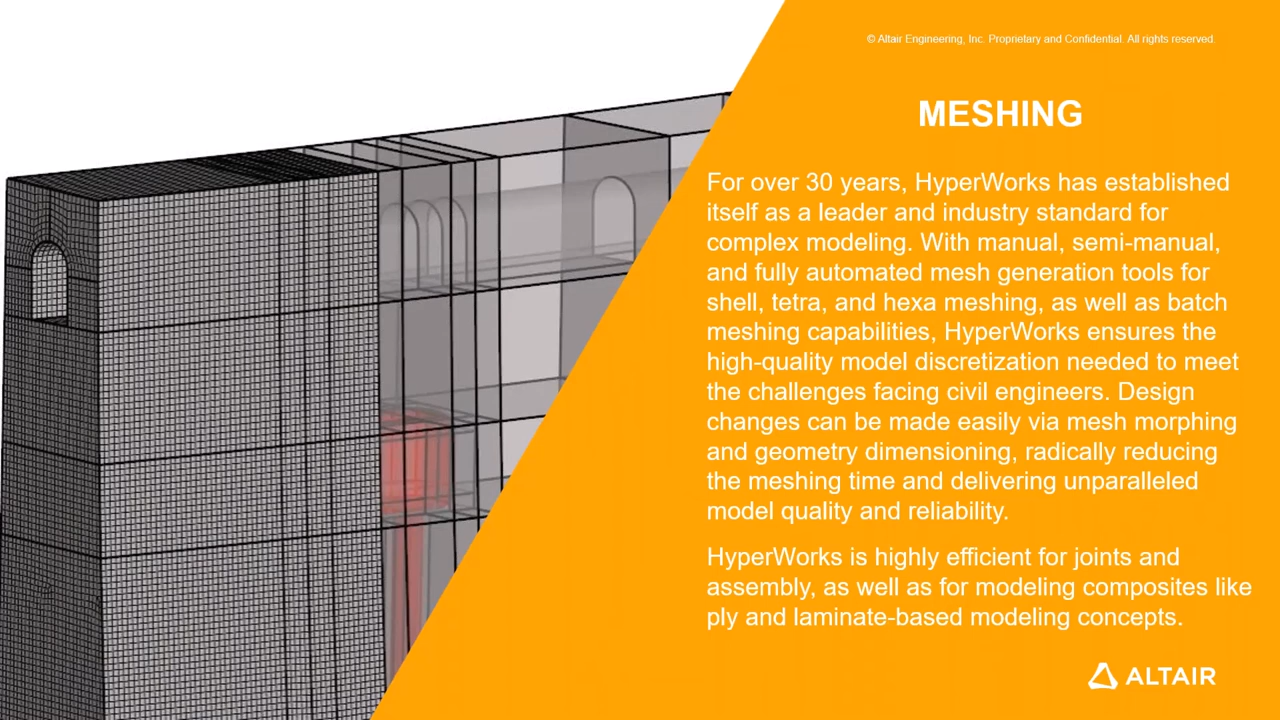 © Altair Engineering, Inc. Proprietary and Confidential. All rights reserved.
MESHING
For over 30 years, HyperWorks has established
itself as a leader and industry standard for
complex modeling. With manual, semi-manual,
and fully automated mesh generation tools for
shell, tetra, and hexa meshing, as well as batch
meshing capabilities, HyperWorks ensures the
high-quality model discretization needed to meet
the challenges facing civil engineers. Design
changes can be made easily via mesh morphing
and geometry dimensioning, radically reducing
the meshing time and delivering unparalleled
model quality and reliability.
HyperWorks is highly efficient for joints and
assembly, as well as for modeling composites like
ply and laminate-based modeling concepts.
ALTAIR